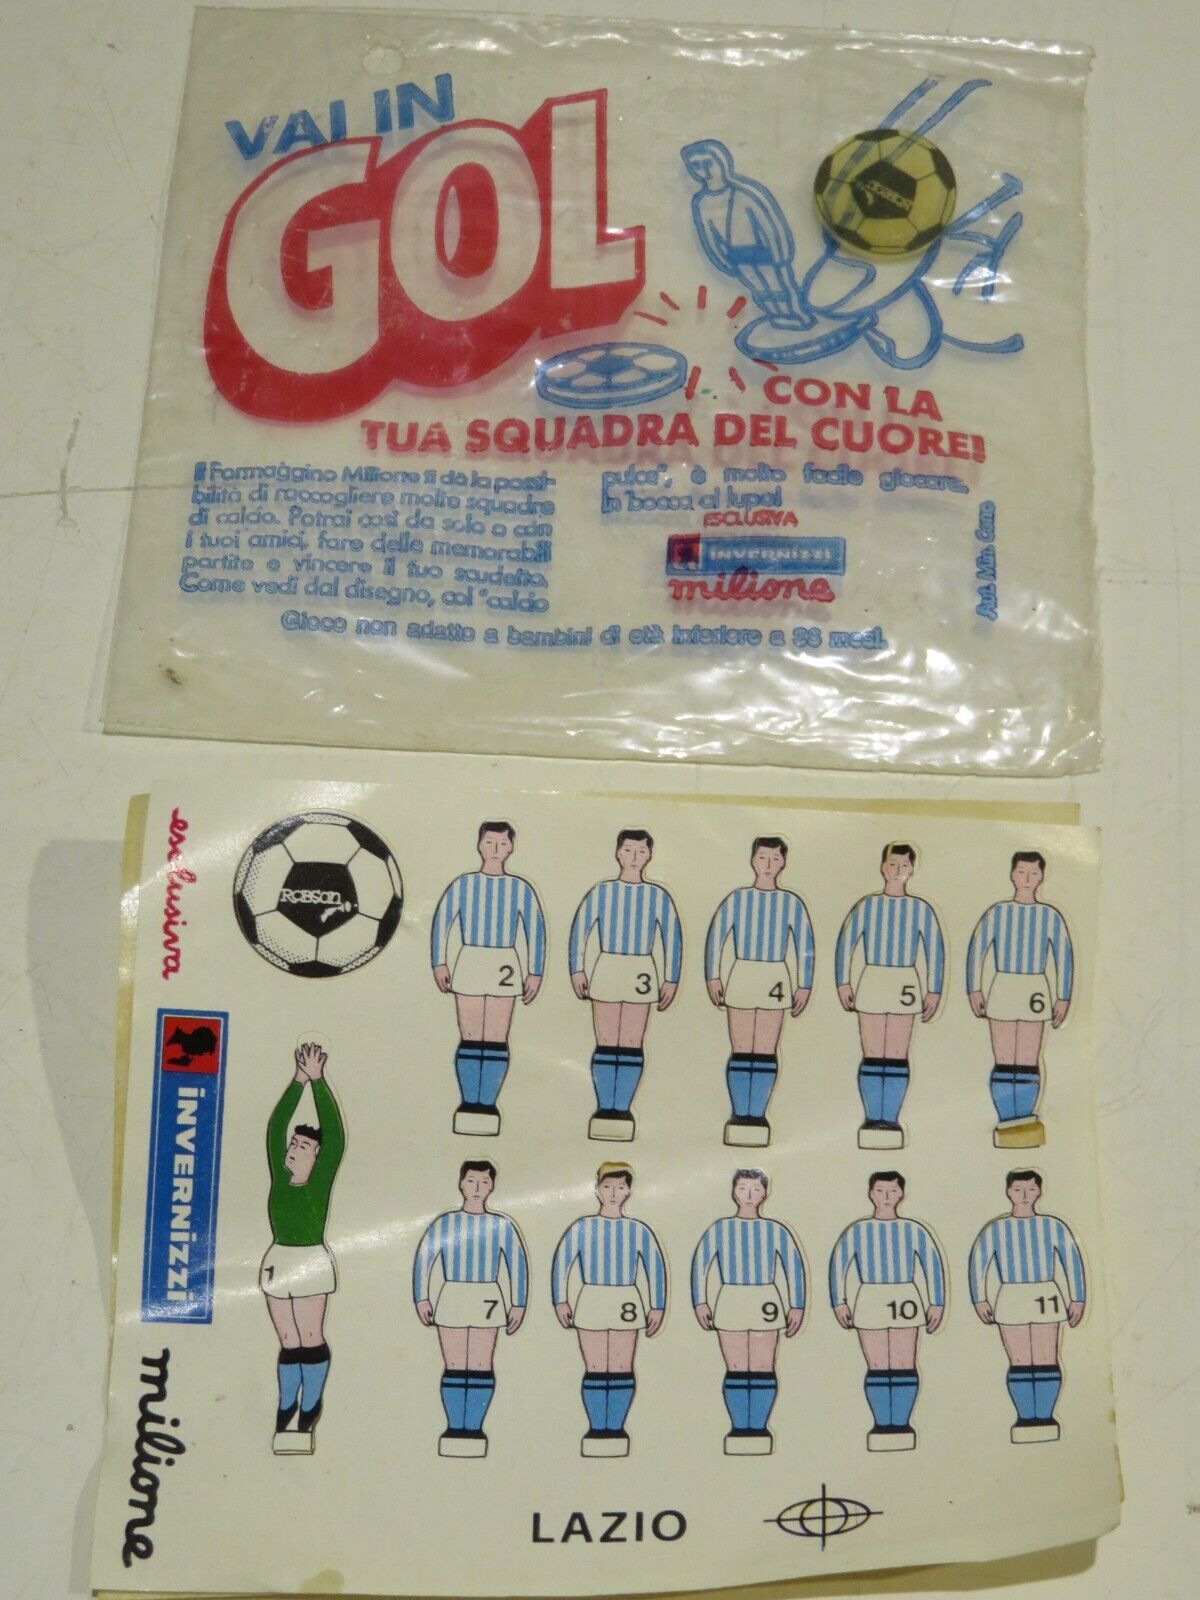 VAI IN
GOL
CON LA
TUA SQUADRA DEL CUORE!
Il Formaggino Milione ti dà la possi-
bilità di raccogliere molte squadre
di calcio. Potrai così da solo o con
i tuoi amici, fare delle memorabili
partite e vincere il tuo scudetto.
Come vedi dal disegno, col "calcio
pulce", è molto facile giocare.
In bocca al lupo!
ESCLUSIVA
INVERNIZZI
milione
Aut. Min. Conc
Gioco non adatto a bambini di età inferiore a 36 mesi.
ROBSON
esclusiva
INVERNIZZI
milione
ROBSON
2 3 4 5 6
1
7 8 9 10 11
LAZIO